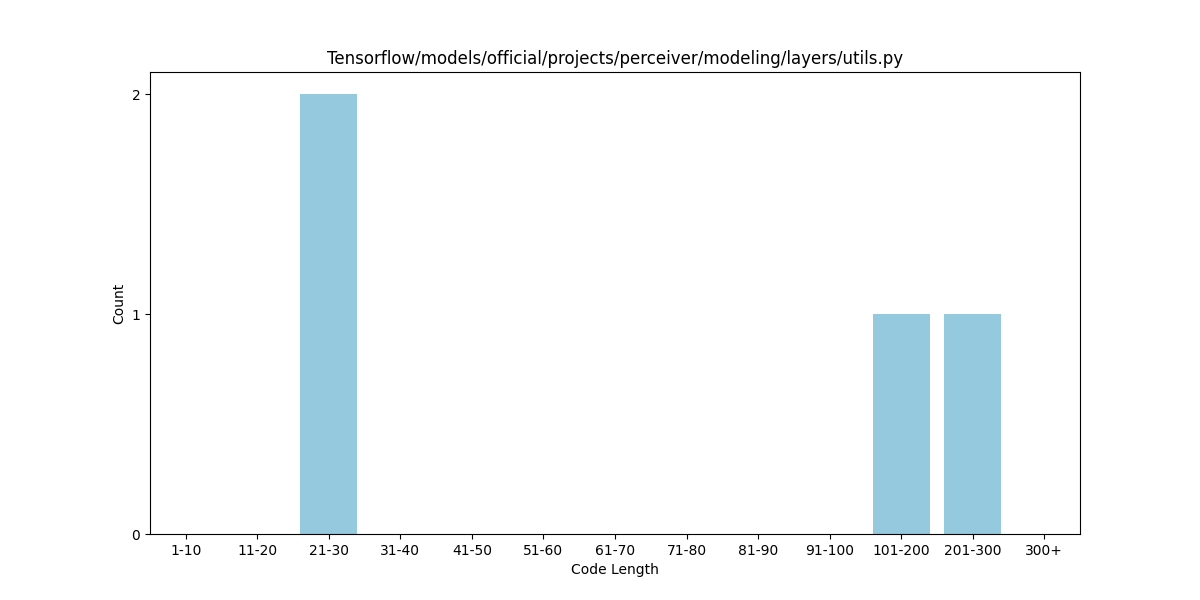 Tensorflow/models/official/projects/perceiver/modeling/layers/utils.py
2
1
0
Count
1-10 11-20 21-30 31-40 41-50 51-60 61-70 71-80 81-90 91-100 101-200 201-300 300+
Code Length